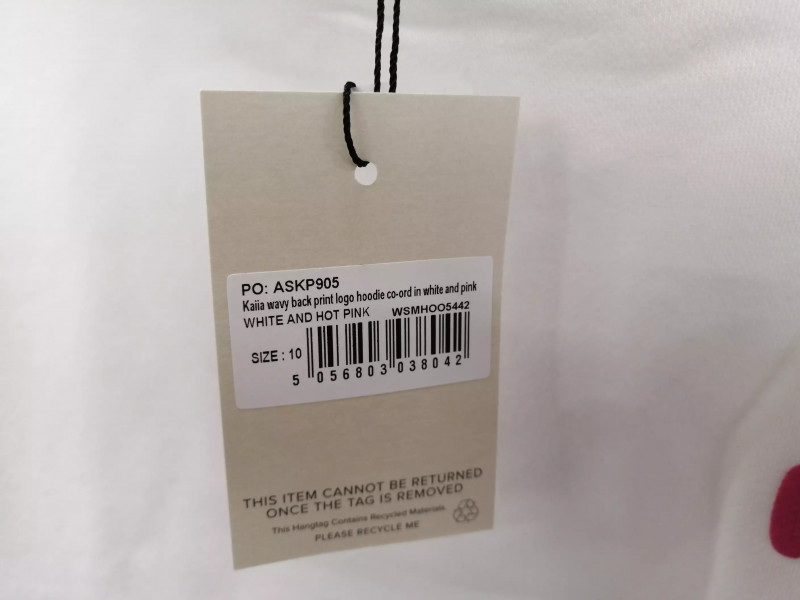 PO: ASKP905
Kaiia wavy back print logo hoodie co-ord in white and pink
WHITE AND HOT PINK WSMHOO5442
SIZE : 10
5 056803 038042
THIS ITEM CANNOT BE RETURNED
ONCE THE TAG IS REMOVED
This Hangtag Contains Recycled Materials
PLEASE RECYCLE ME